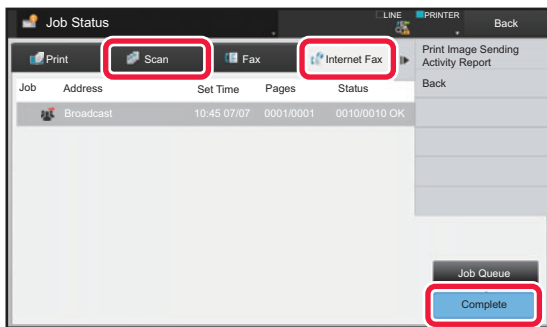 Job Status
LINE
PRINTER
Back
Print
Scan
Fax
Internet Fax
Print Image Sending
Activity Report
Job Address Set Time Pages Status
Back
Broadcast 10:45 07/07 0001/0001 0010/0010 OK
Job Queue
Complete